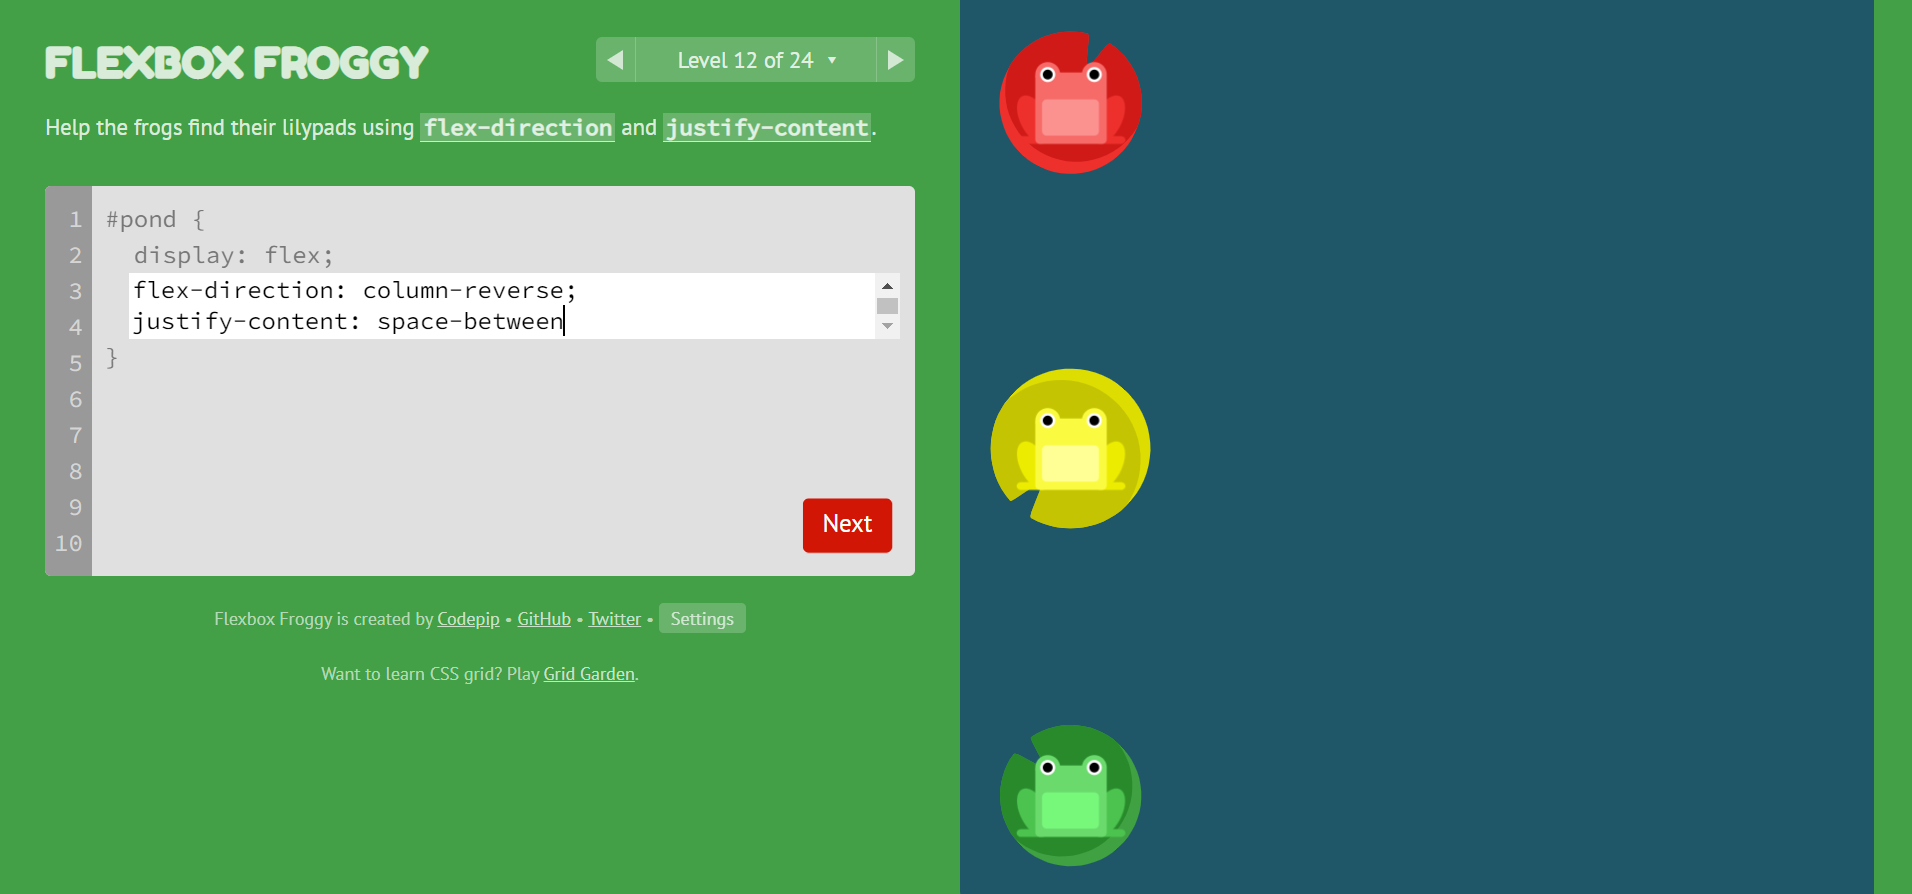 FLEXBOX FROGGY
Level 12 of 24 ▼
Help the frogs find their lilypads using flex-direction and justify-content.
1 #pond {
2 display: flex;
3 flex-direction: column-reverse;
4 justify-content: space-between
5 }
6
7
8
9
10
Next
Flexbox Froggy is created by Codepip • GitHub • Twitter • Settings
Want to learn CSS grid? Play Grid Garden.